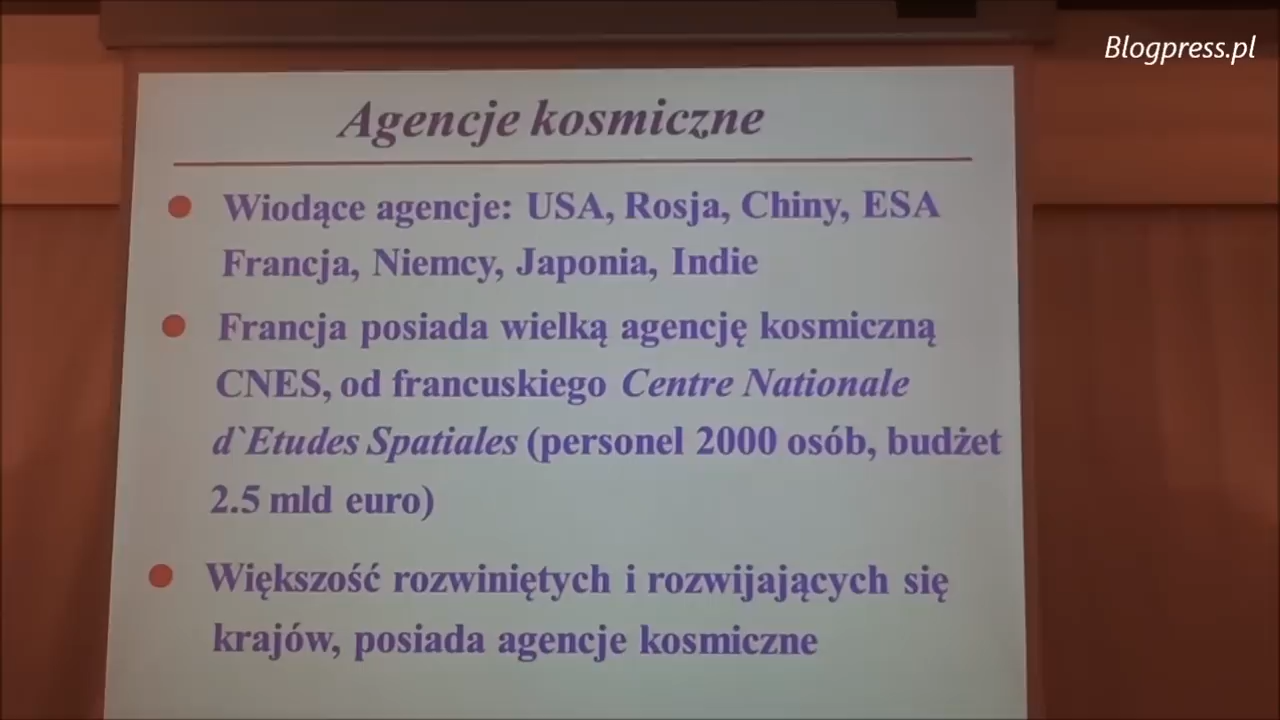 Blogpress.pl
Agencje kosmiczne
Wiodące agencje: USA, Rosja, Chiny, ESA
Francja, Niemcy, Japonia, Indie
Francja posiada wielką agencję kosmiczną
CNES, od francuskiego Centre Nationale
d`Etudes Spatiales (personel 2000 osób, budżet
2.5 mld euro)
Większość rozwiniętych i rozwijających się
krajów, posiada agencje kosmiczne